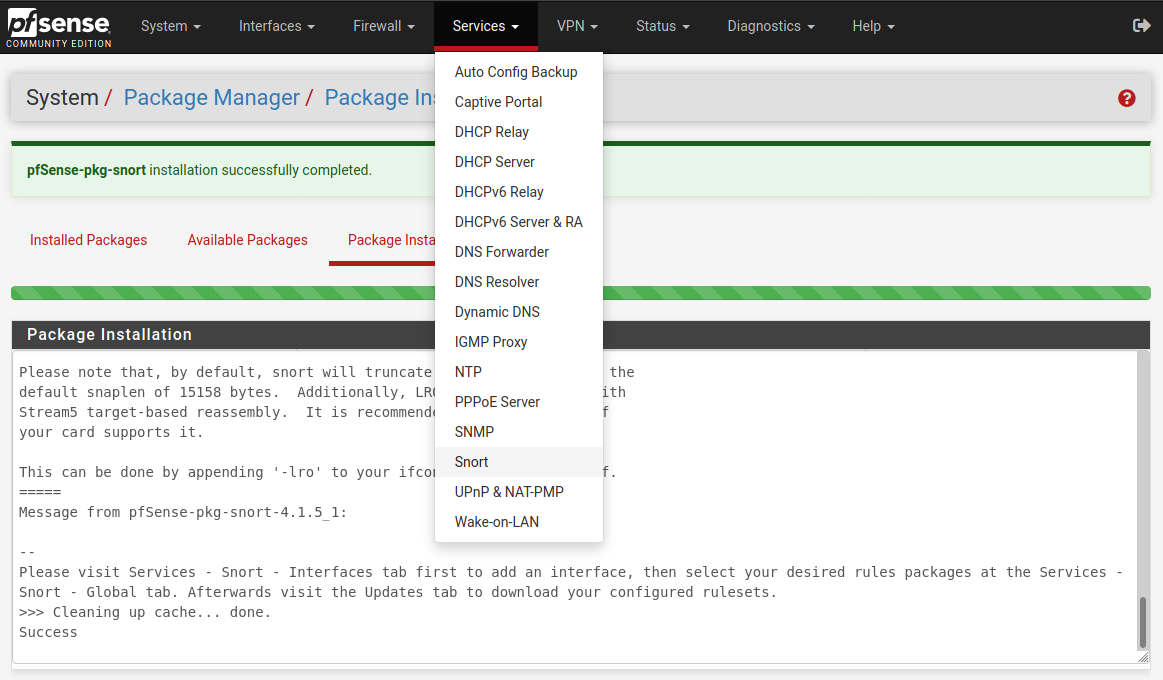 pfsense
COMMUNITY EDITION
System
Interfaces
Firewall
Services
VPN
Status
Diagnostics
Help
System / Package Manager / Package Ins
?
pfSense-pkg-snort installation successfully completed.
Installed Packages
Available Packages
Package Insta
Auto Config Backup
Captive Portal
DHCP Relay
DHCP Server
DHCPv6 Relay
DHCPv6 Server & RA
DNS Forwarder
DNS Resolver
Dynamic DNS
IGMP Proxy
NTP
PPPoE Server
SNMP
Snort
UPnP & NAT-PMP
Wake-on-LAN
Package Installation
Please note that, by default, snort will truncate the
default snaplen of 15158 bytes. Additionally, LRO ith
Stream5 target-based reassembly. It is recommende f
your card supports it.
This can be done by appending '-lro' to your ifcon f.
=====
Message from pfSense-pkg-snort-4.1.5_1:
--
Please visit Services - Snort - Interfaces tab first to add an interface, then select your desired rules packages at the Services -
Snort - Global tab. Afterwards visit the Updates tab to download your configured rulesets.
>>> Cleaning up cache... done.
Success